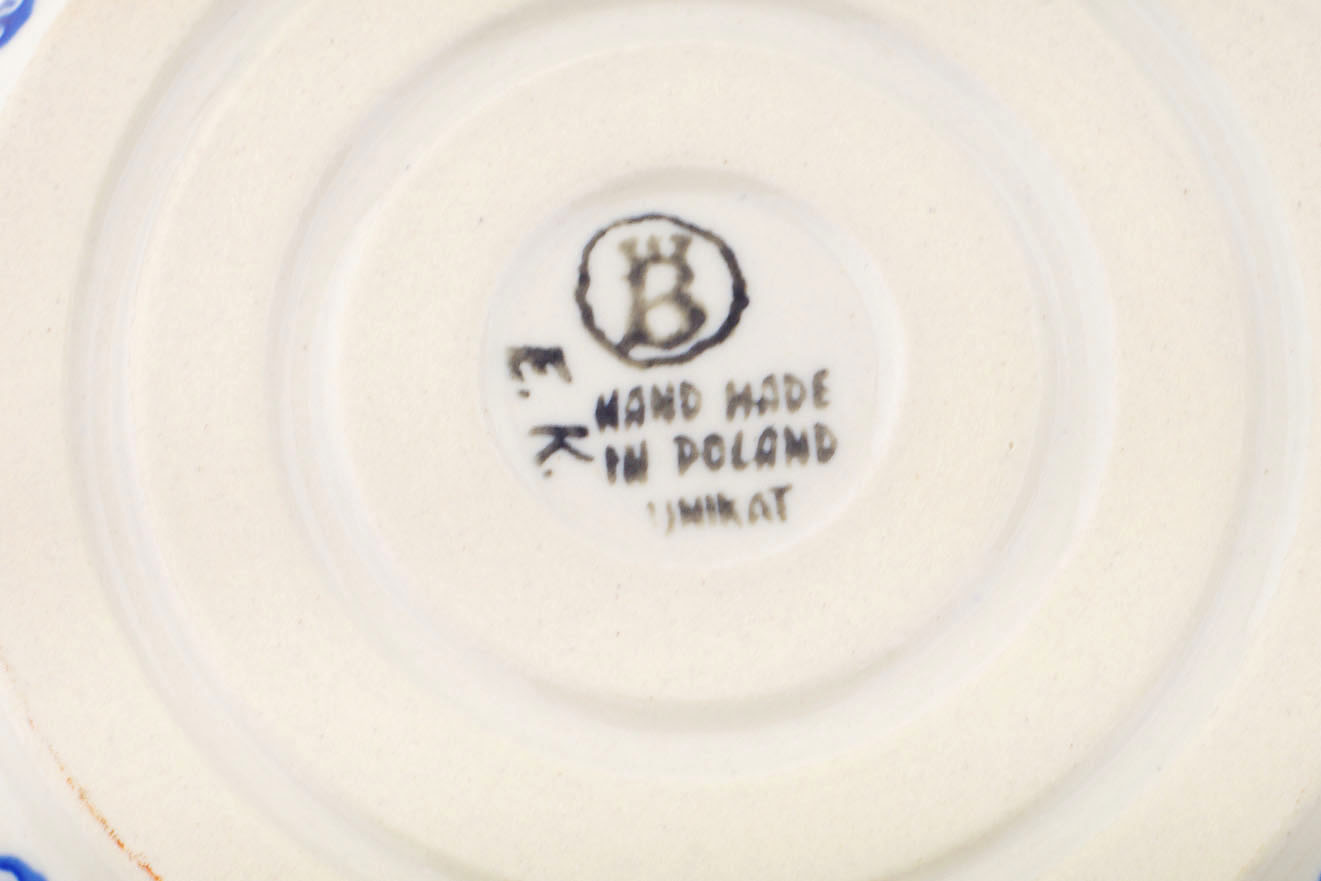 B
E. K.
HAND MADE
IN POLAND
UNIKAT